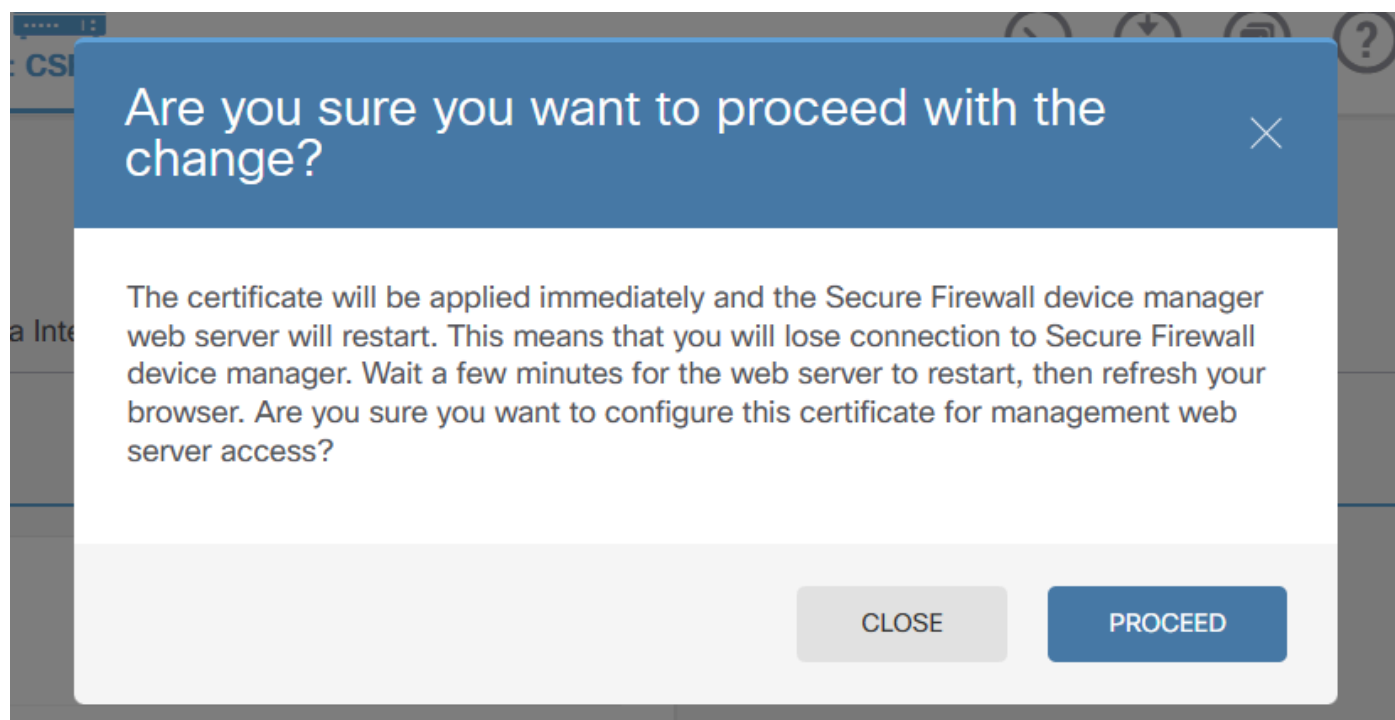 : CSI
Are you sure you want to proceed with the
change?
The certificate will be applied immediately and the Secure Firewall device manager
a Inte
web server will restart. This means that you will lose connection to Secure Firewall
device manager. Wait a few minutes for the web server to restart, then refresh your
browser. Are you sure you want to configure this certificate for management web
server access?
CLOSE
PROCEED